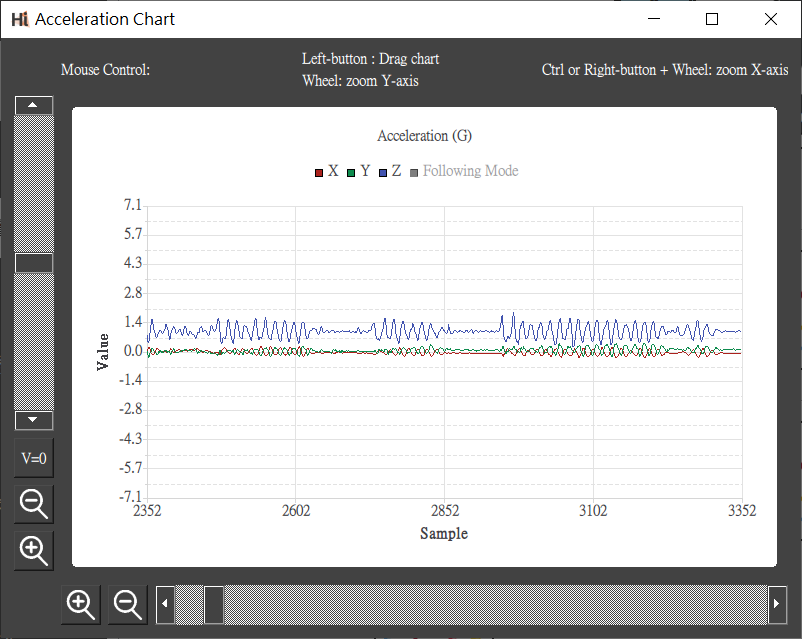 Hi Acceleration Chart
Mouse Control:
Left-button : Drag chart
Wheel: zoom Y-axis
Ctrl or Right-button + Wheel: zoom X-axis
Acceleration (G)
X Y Z Following Mode
7.1
5.7
4.3
2.8
1.4
0.0
-1.4
-2.8
-4.3
-5.7
-7.1
Value
2352 2602 2852 3102 3352
Sample
V=0